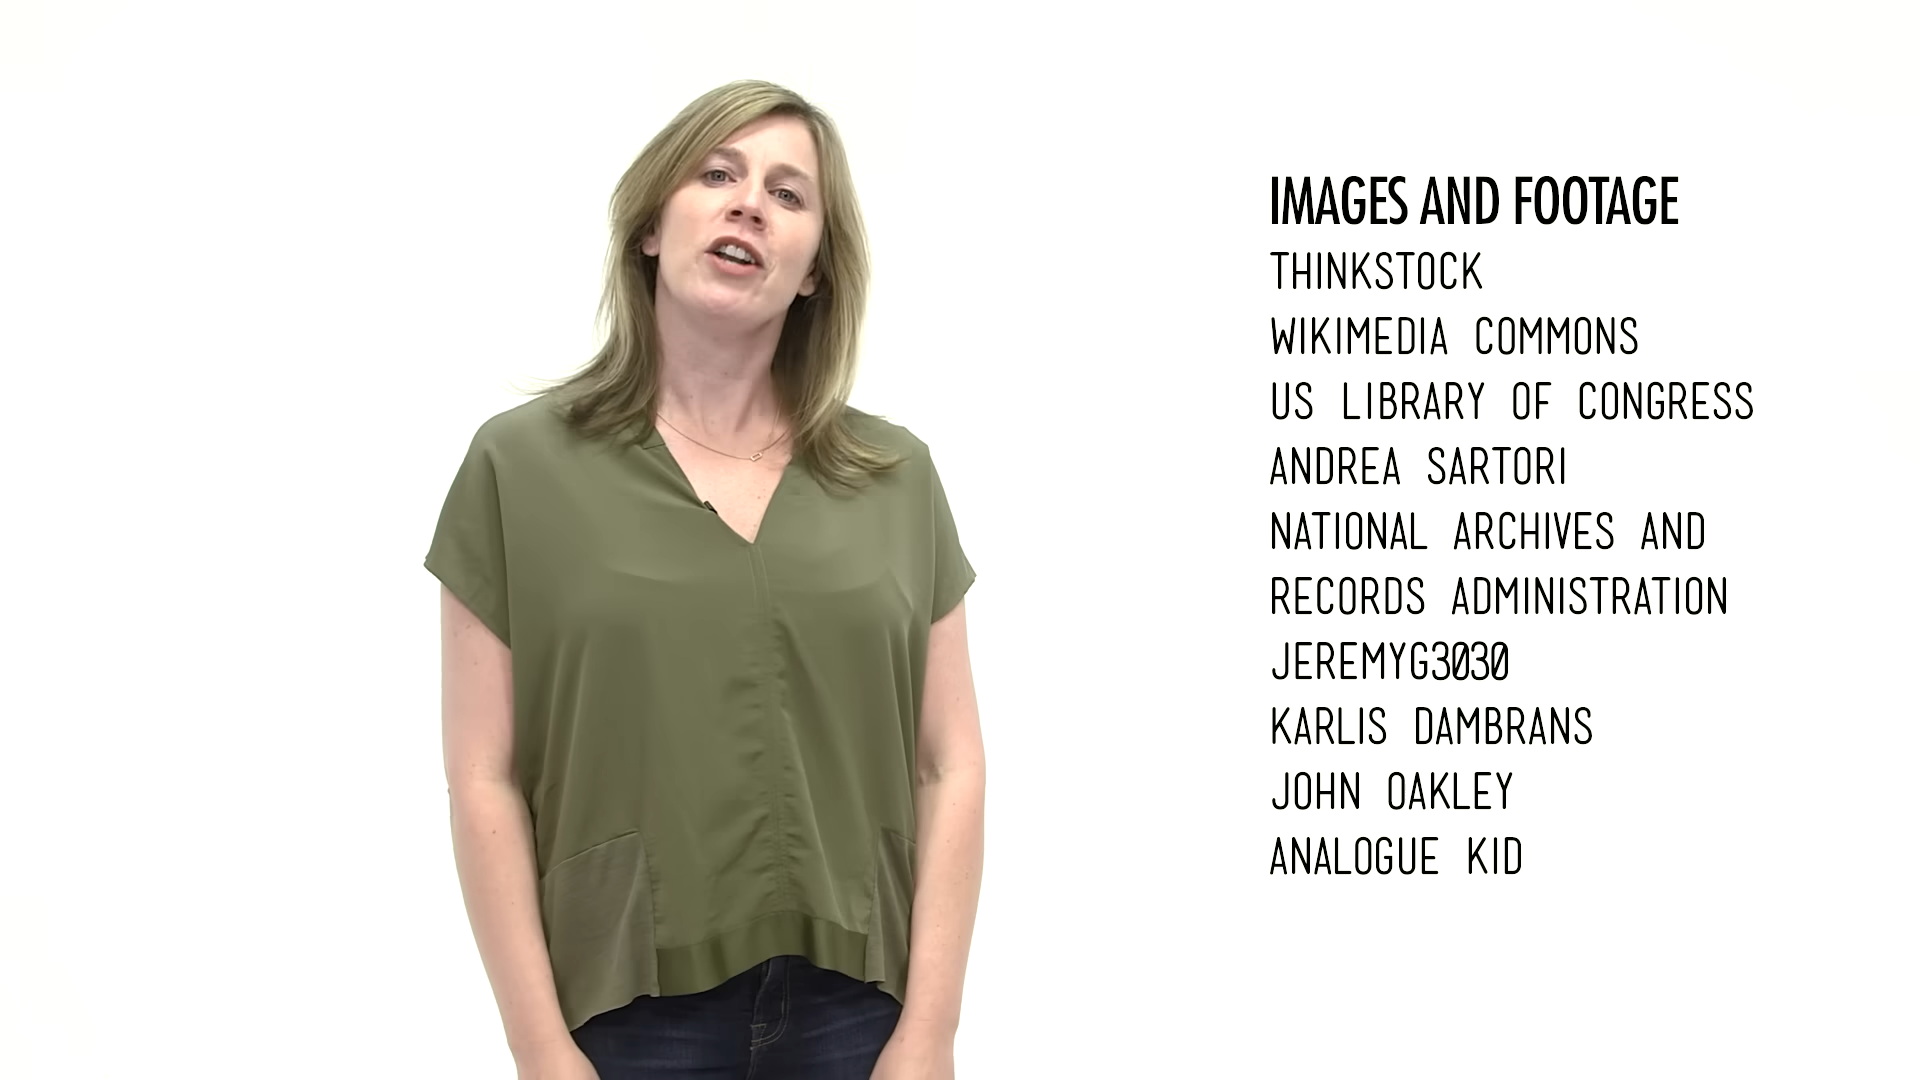 IMAGES AND FOOTAGE
THINKSTOCK
WIKIMEDIA COMMONS
US LIBRARY OF CONGRESS
ANDREA SARTORI
NATIONAL ARCHIVES AND
RECORDS ADMINISTRATION
JEREMYG3030
KARLIS DAMBRANS
JOHN OAKLEY
ANALOGUE KID